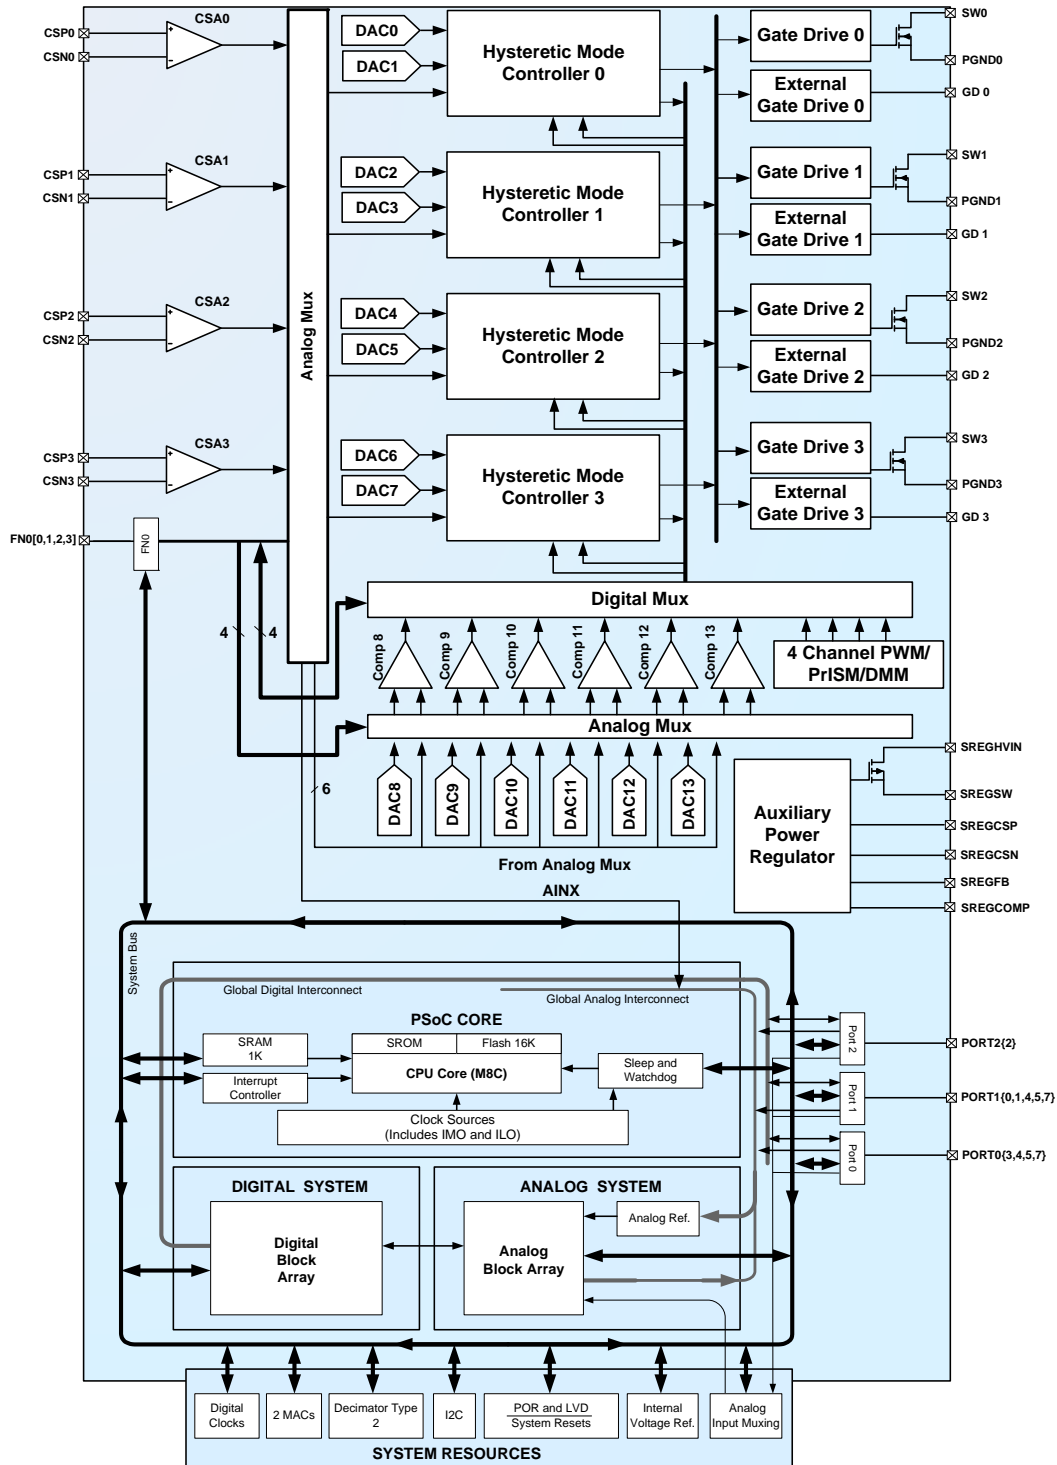 CSA0
CSP0
CSN0
DAC0
DAC1
Hysteretic Mode
Controller 0
Gate Drive 0
External
Gate Drive 0
SW0
PGND0
GD 0
CSA1
CSP1
CSN1
DAC2
DAC3
Hysteretic Mode
Controller 1
Gate Drive 1
External
Gate Drive 1
SW1
PGND1
GD 1
Analog Mux
CSA2
CSP2
CSN2
DAC4
DAC5
Hysteretic Mode
Controller 2
Gate Drive 2
External
Gate Drive 2
SW2
PGND2
GD 2
CSA3
CSP3
CSN3
DAC6
DAC7
Hysteretic Mode
Controller 3
Gate Drive 3
External
Gate Drive 3
SW3
PGND3
GD 3
FN0[0,1,2,3]
FN0
4
4
Digital Mux
Comp 8
Comp 9
Comp 10
Comp 11
Comp 12
Comp 13
4 Channel PWM/
PrISM/DMM
Analog Mux
6
DAC8
DAC9
DAC10
DAC11
DAC12
DAC13
From Analog Mux
AINX
Auxiliary
Power
Regulator
SREGHVIN
SREGSW
SREGCSP
SREGCSN
SREGFB
SREGCOMP
System Bus
Global Digital Interconnect
Global Analog Interconnect
PSoC CORE
SRAM
1K
SROM
Flash 16K
CPU Core (M8C)
Interrupt
Controller
Sleep and
Watchdog
Clock Sources
(Includes IMO and ILO)
Port 2
PORT2{2}
Port 1
PORT1{0,1,4,5,7}
Port 0
PORT0{3,4,5,7}
DIGITAL SYSTEM
Digital
Block
Array
ANALOG SYSTEM
Analog
Block Array
Analog Ref.
Digital
Clocks
2 MACs
Decimator Type
2
I2C
POR and LVD
System Resets
Internal
Voltage Ref.
Analog
Input Muxing
SYSTEM RESOURCES